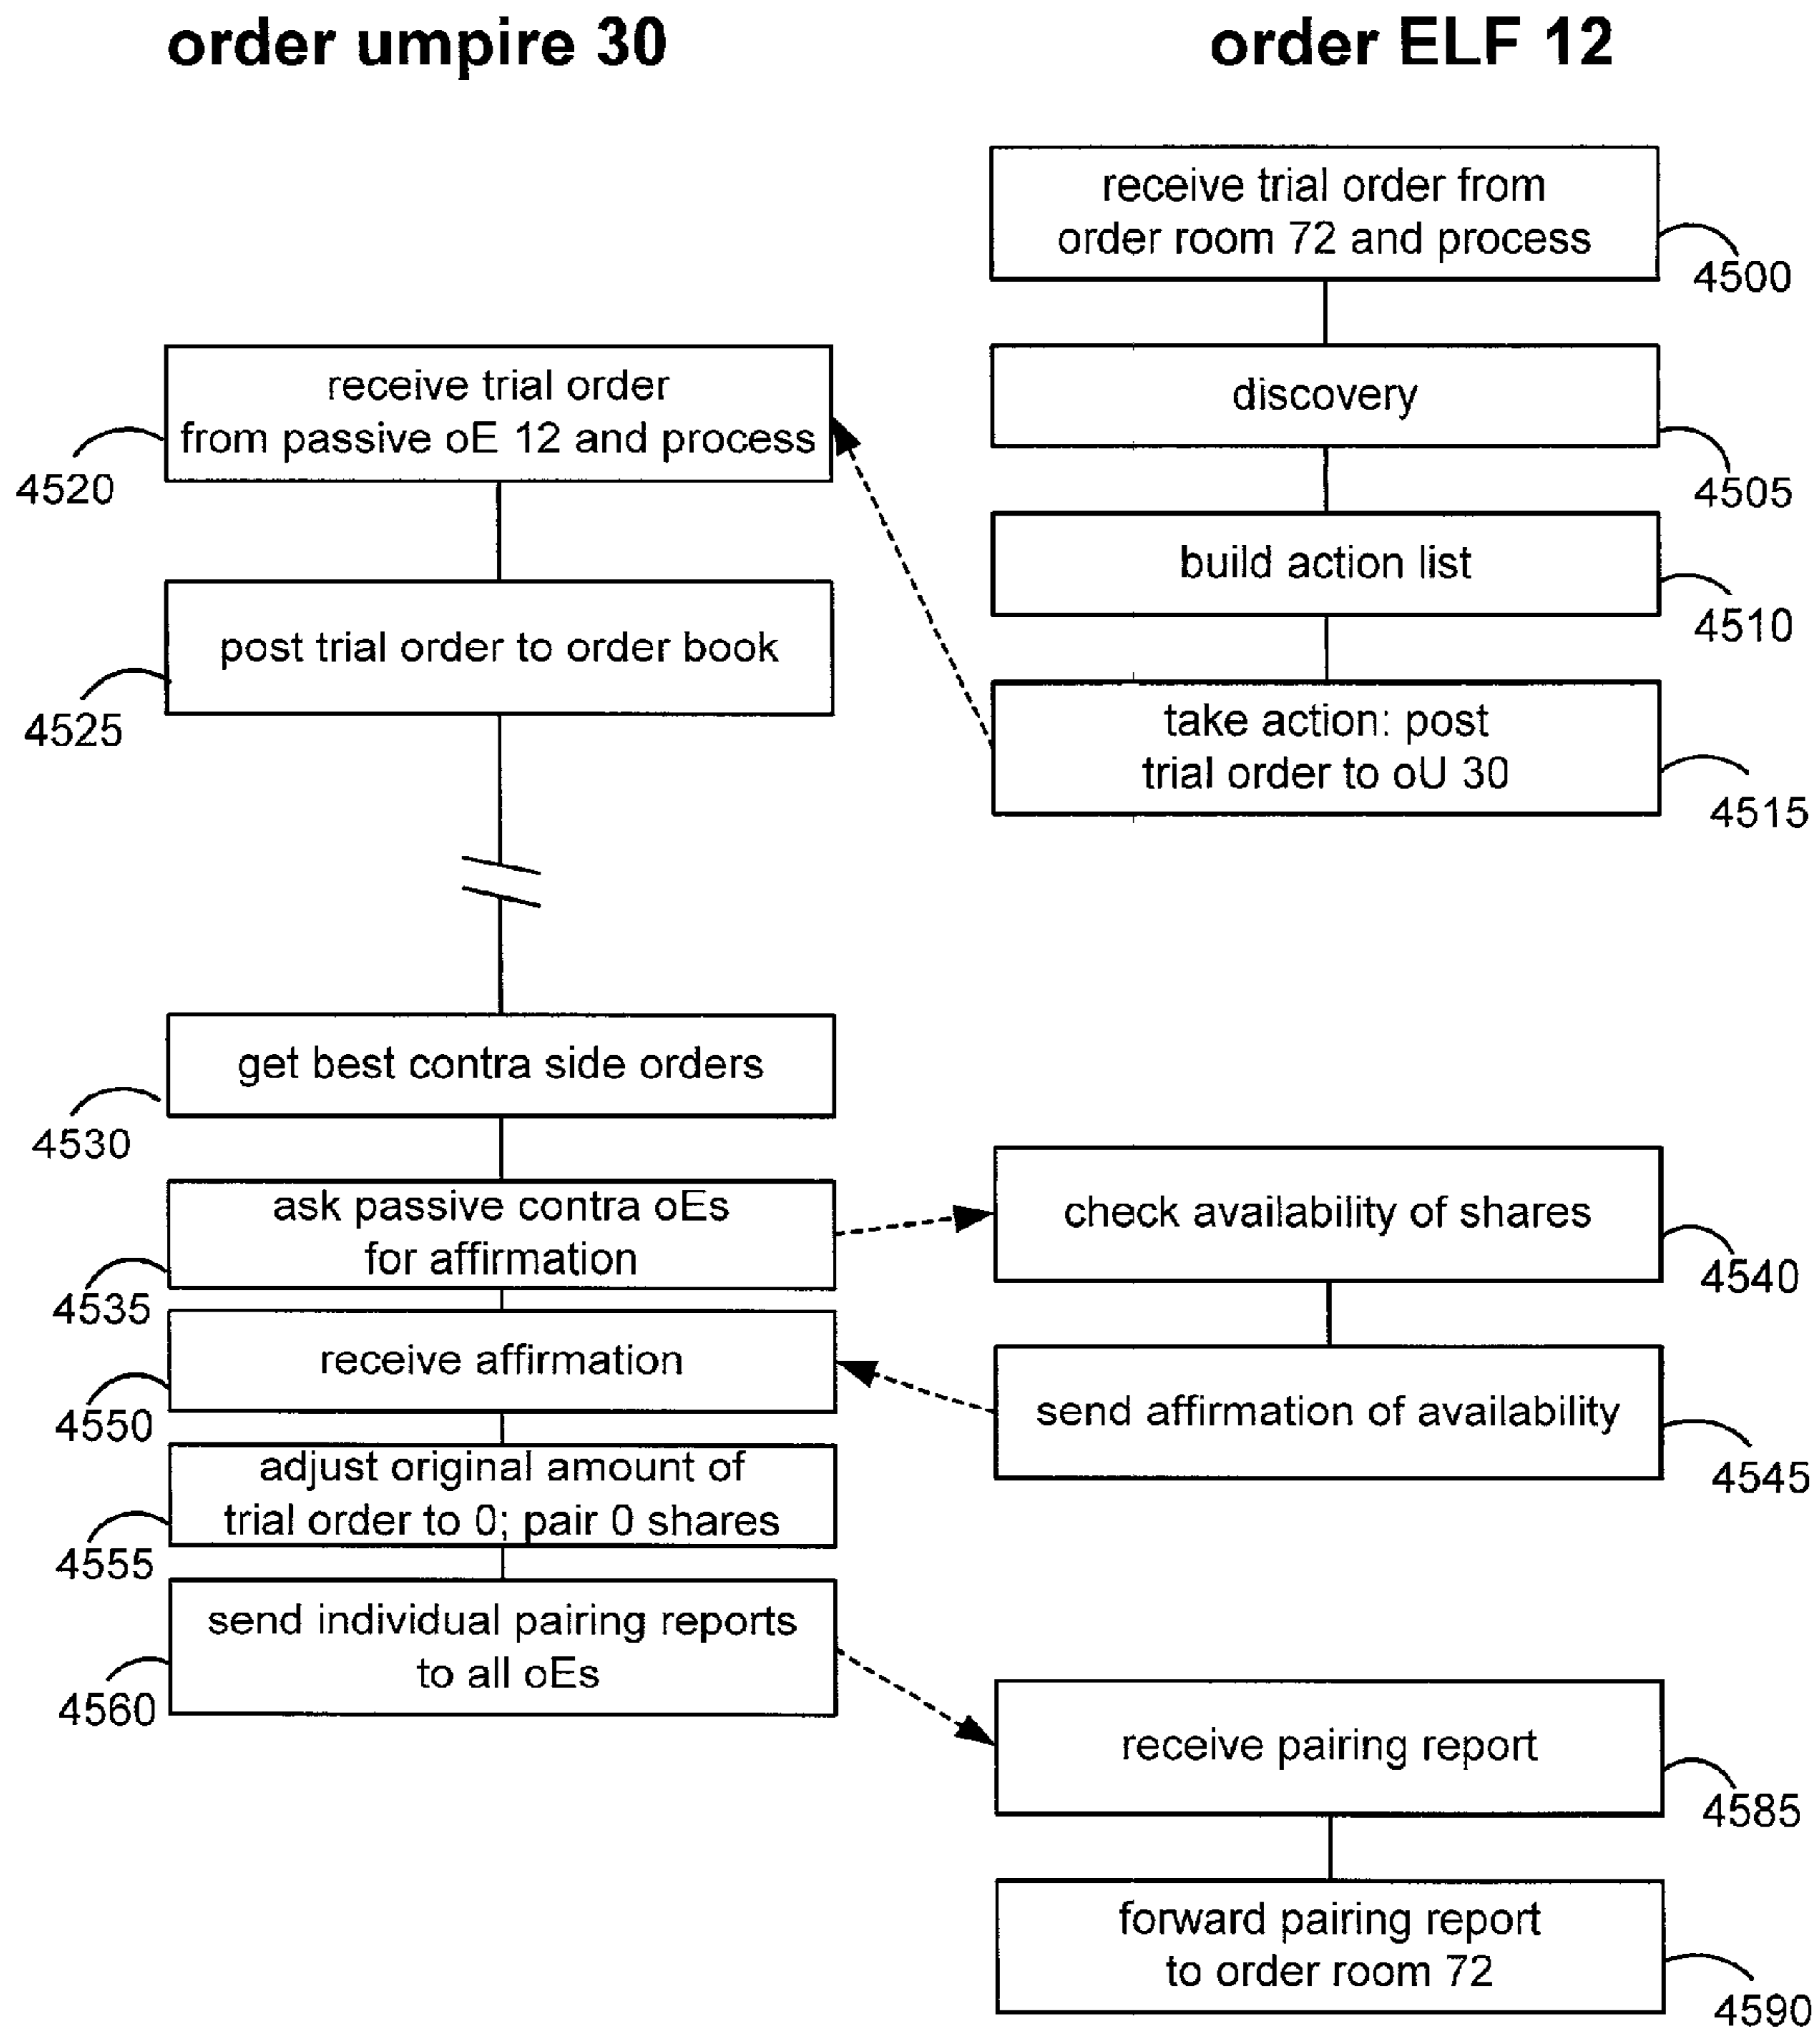 order umpire 30
order ELF 12
receive trial order from
order room 72 and process
4500
receive trial order
from passive oE 12 and process
4520
discovery
4505
build action list
4510
post trial order to order book
4525
take action: post
trial order to oU 30
4515
get best contra side orders
4530
ask passive contra oEs
for affirmation
4535
check availability of shares
4540
receive affirmation
4550
send affirmation of availability
4545
adjust original amount of
trial order to 0; pair 0 shares
4555
send individual pairing reports
to all oEs
4560
receive pairing report
4585
forward pairing report
to order room 72
4590